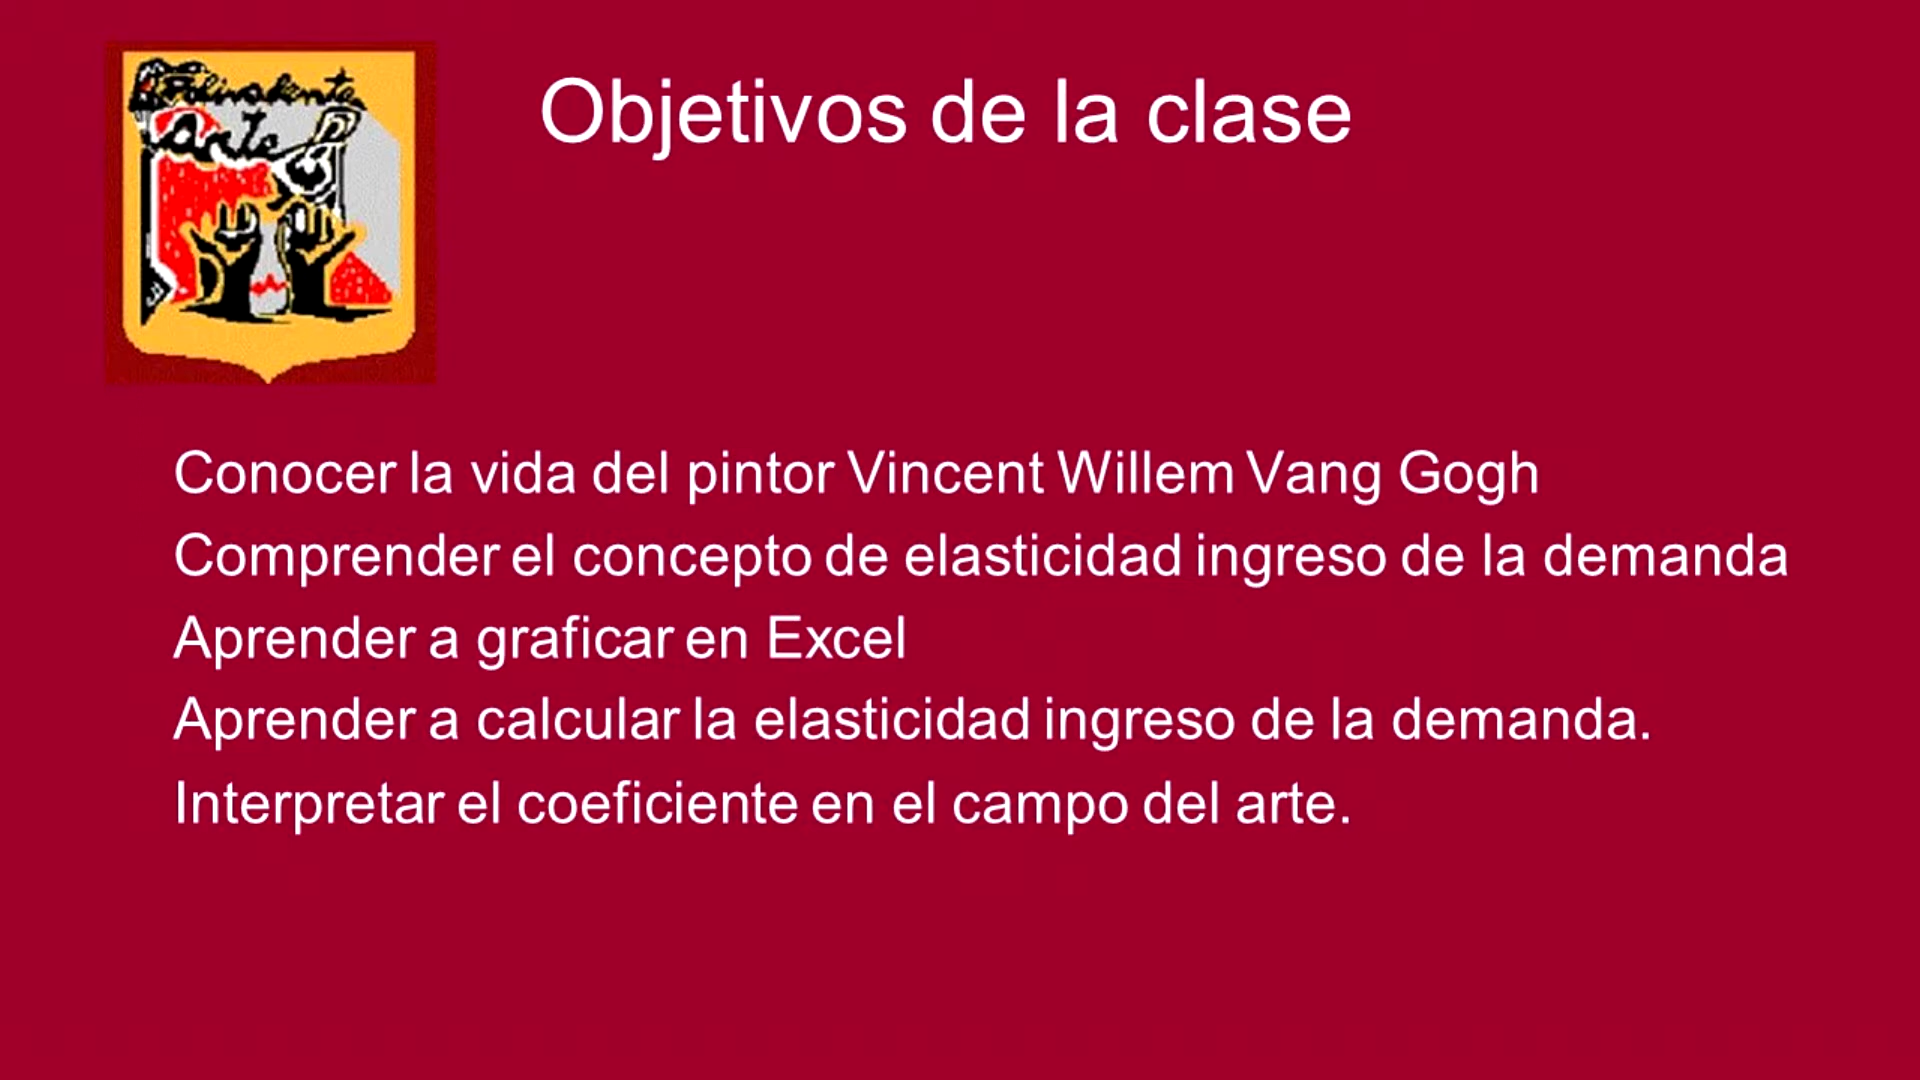 Polivalente
Arte
Objetivos de la clase
Conocer la vida del pintor Vincent Willem Vang Gogh
Comprender el concepto de elasticidad ingreso de la demanda
Aprender a graficar en Excel
Aprender a calcular la elasticidad ingreso de la demanda.
Interpretar el coeficiente en el campo del arte.